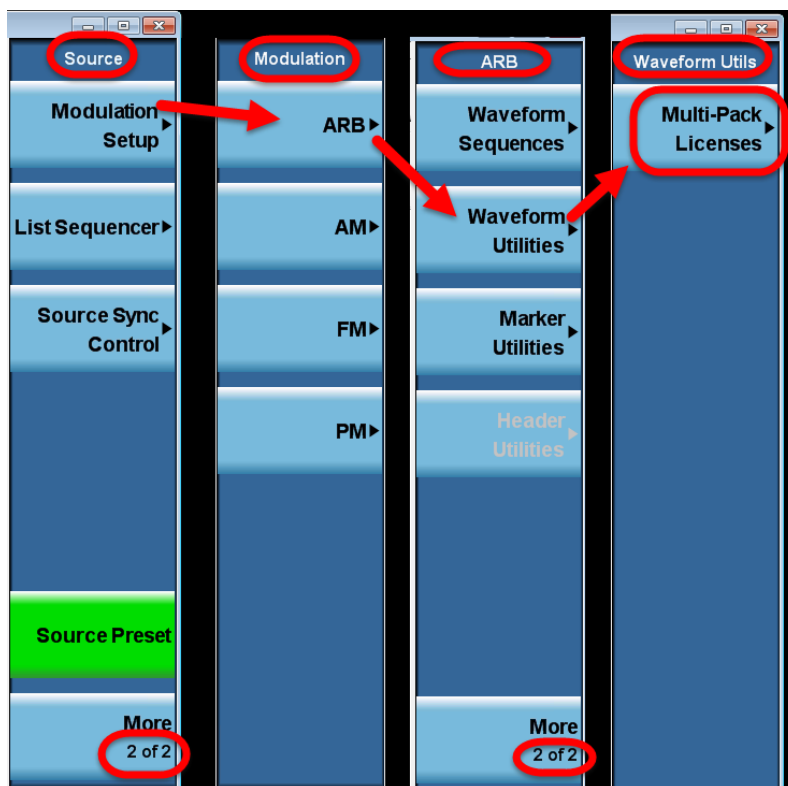 Source
Modulation
Setup
List Sequencer
Source Sync
Control
Source Preset
More
2 of 2
Modulation
ARB
AM
FM
PM
ARB
Waveform
Sequences
Waveform
Utilities
Marker
Utilities
Header
Utilities
More
2 of 2
Waveform Utils
Multi-Pack
Licenses